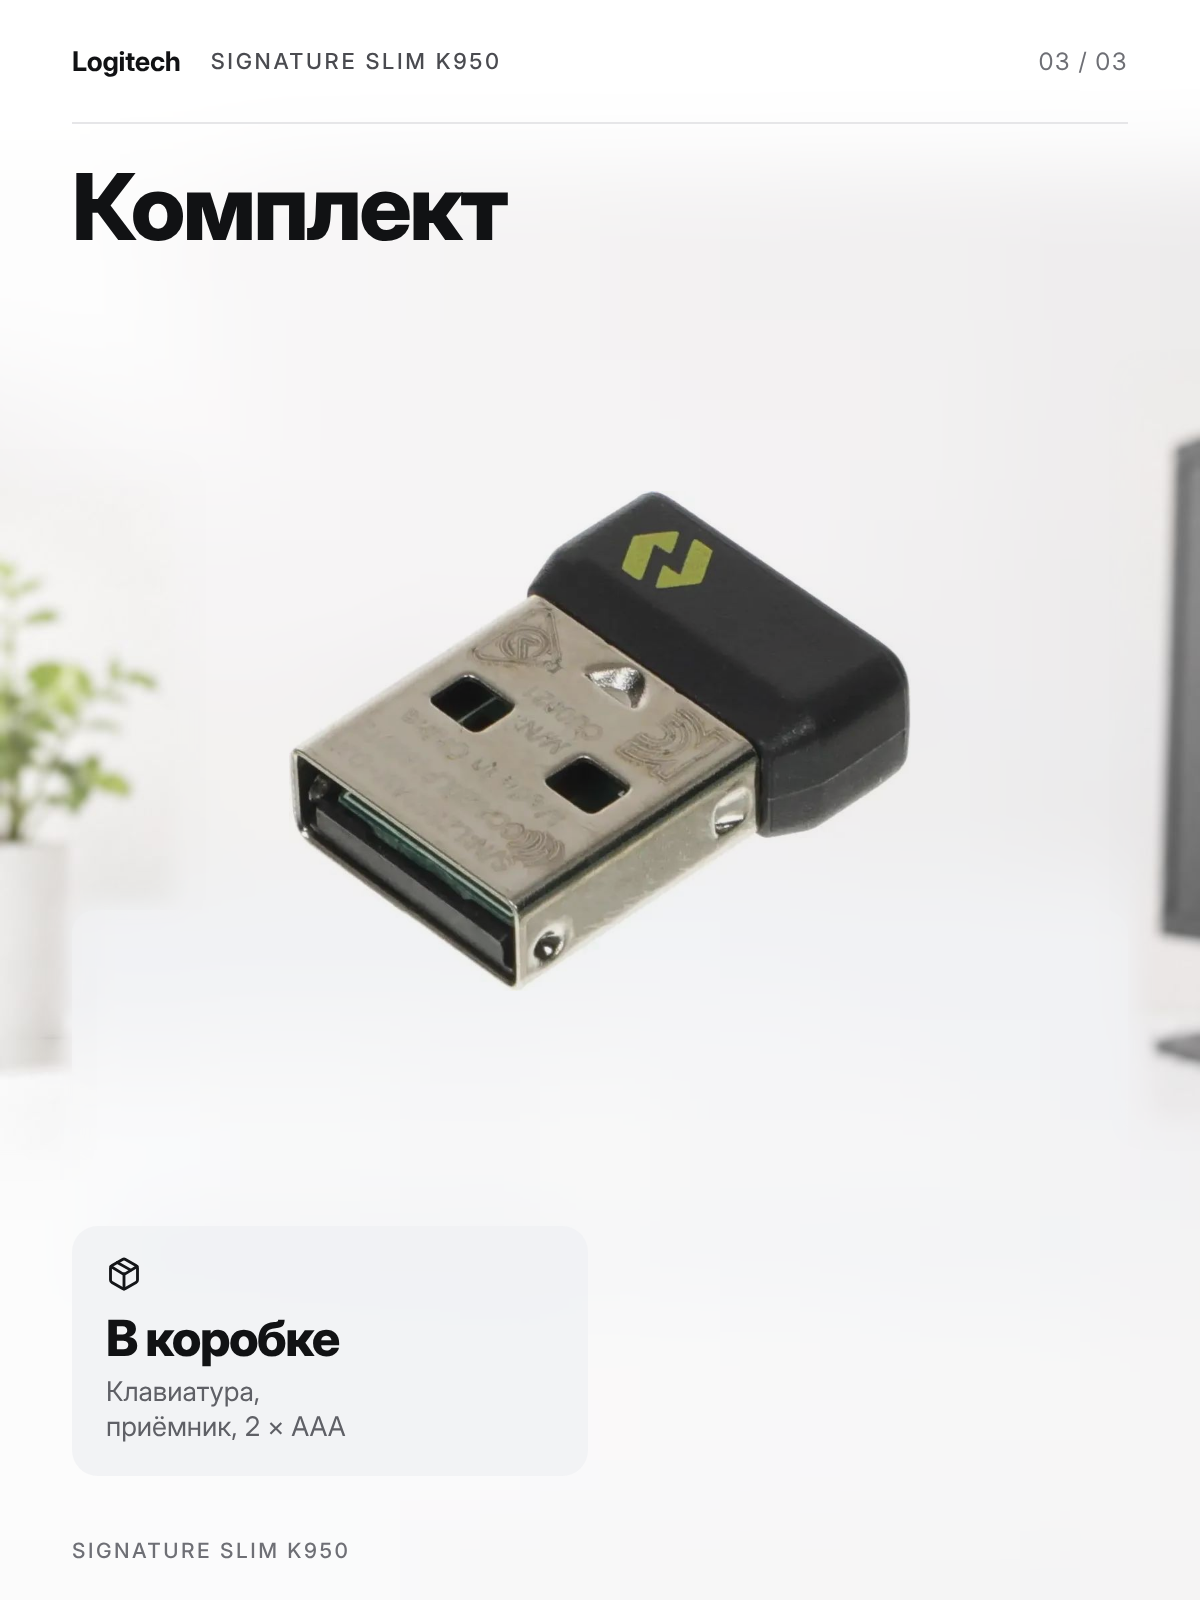 Logitech SIGNATURE SLIM K950 03 / 03
Комплект
В коробке
Клавиатура,
приёмник, 2 × AAA
SIGNATURE SLIM K950